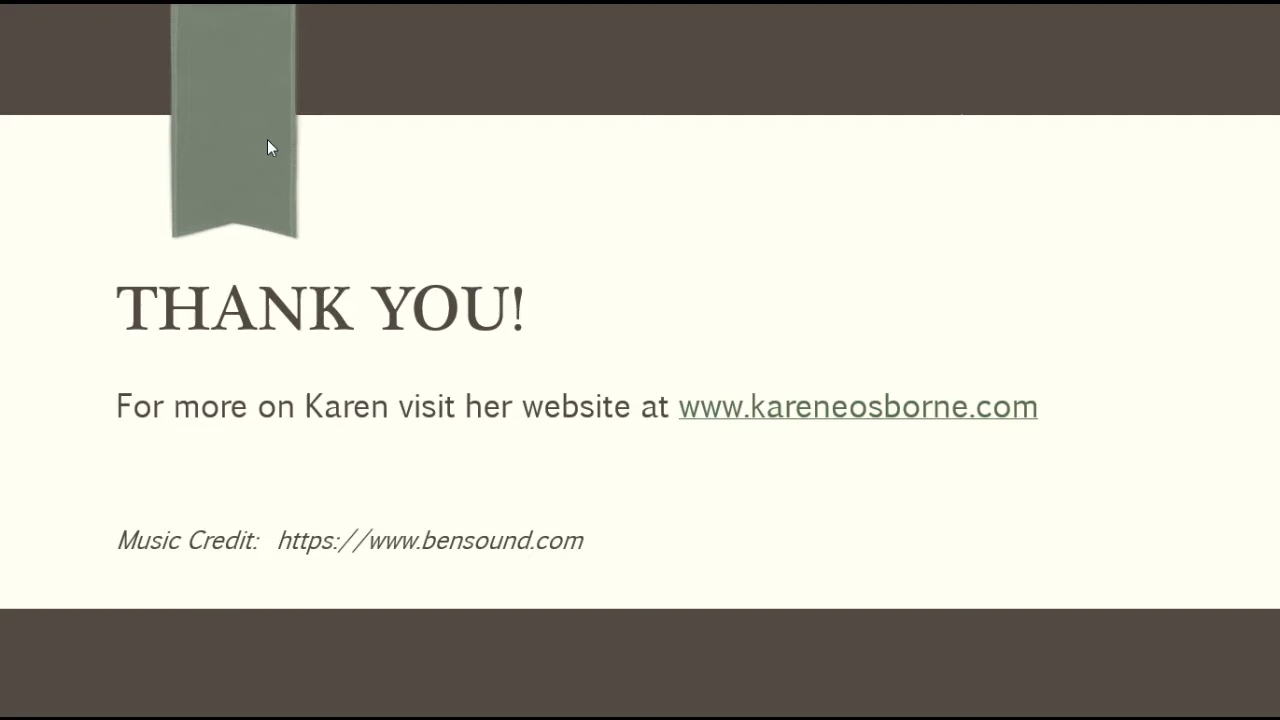 THANK YOU!
For more on Karen visit her website at www.kareneosborne.com
Music Credit: https://www.bensound.com